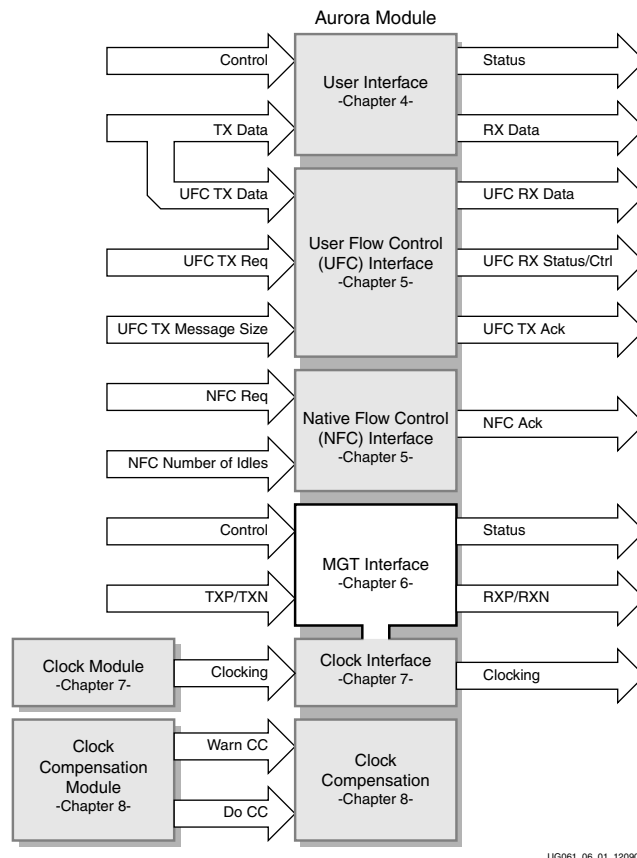 Aurora Module
Control
User Interface
-Chapter 4-
Status
TX Data
RX Data
UFC TX Data
UFC RX Data
User Flow Control
(UFC) Interface
-Chapter 5-
UFC TX Req
UFC RX Status/Ctrl
UFC TX Message Size
UFC TX Ack
NFC Req
Native Flow Control
(NFC) Interface
-Chapter 5-
NFC Ack
NFC Number of Idles
Control
Status
MGT Interface
-Chapter 6-
TXP/TXN
RXP/RXN
Clock Module
-Chapter 7-
Clocking
Clock Interface
-Chapter 7-
Clocking
Clock
Compensation
Module
-Chapter 8-
Warn CC
Do CC
Clock
Compensation
-Chapter 8-